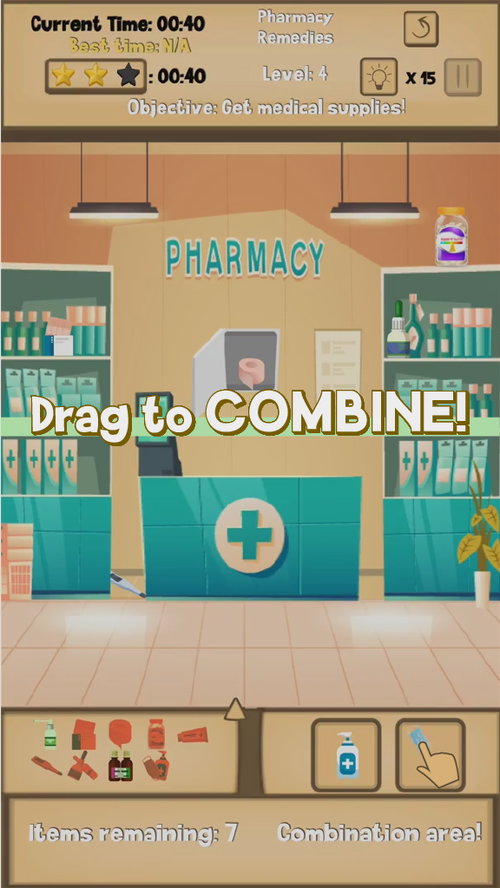 Current Time: 00:40
Best time: N/A
: 00:40
Pharmacy
Remedies
Level: 4
X 15
Objective: Get medical supplies!
PHARMACY
Drag to COMBINE!
Items remaining: 7
Combination area!